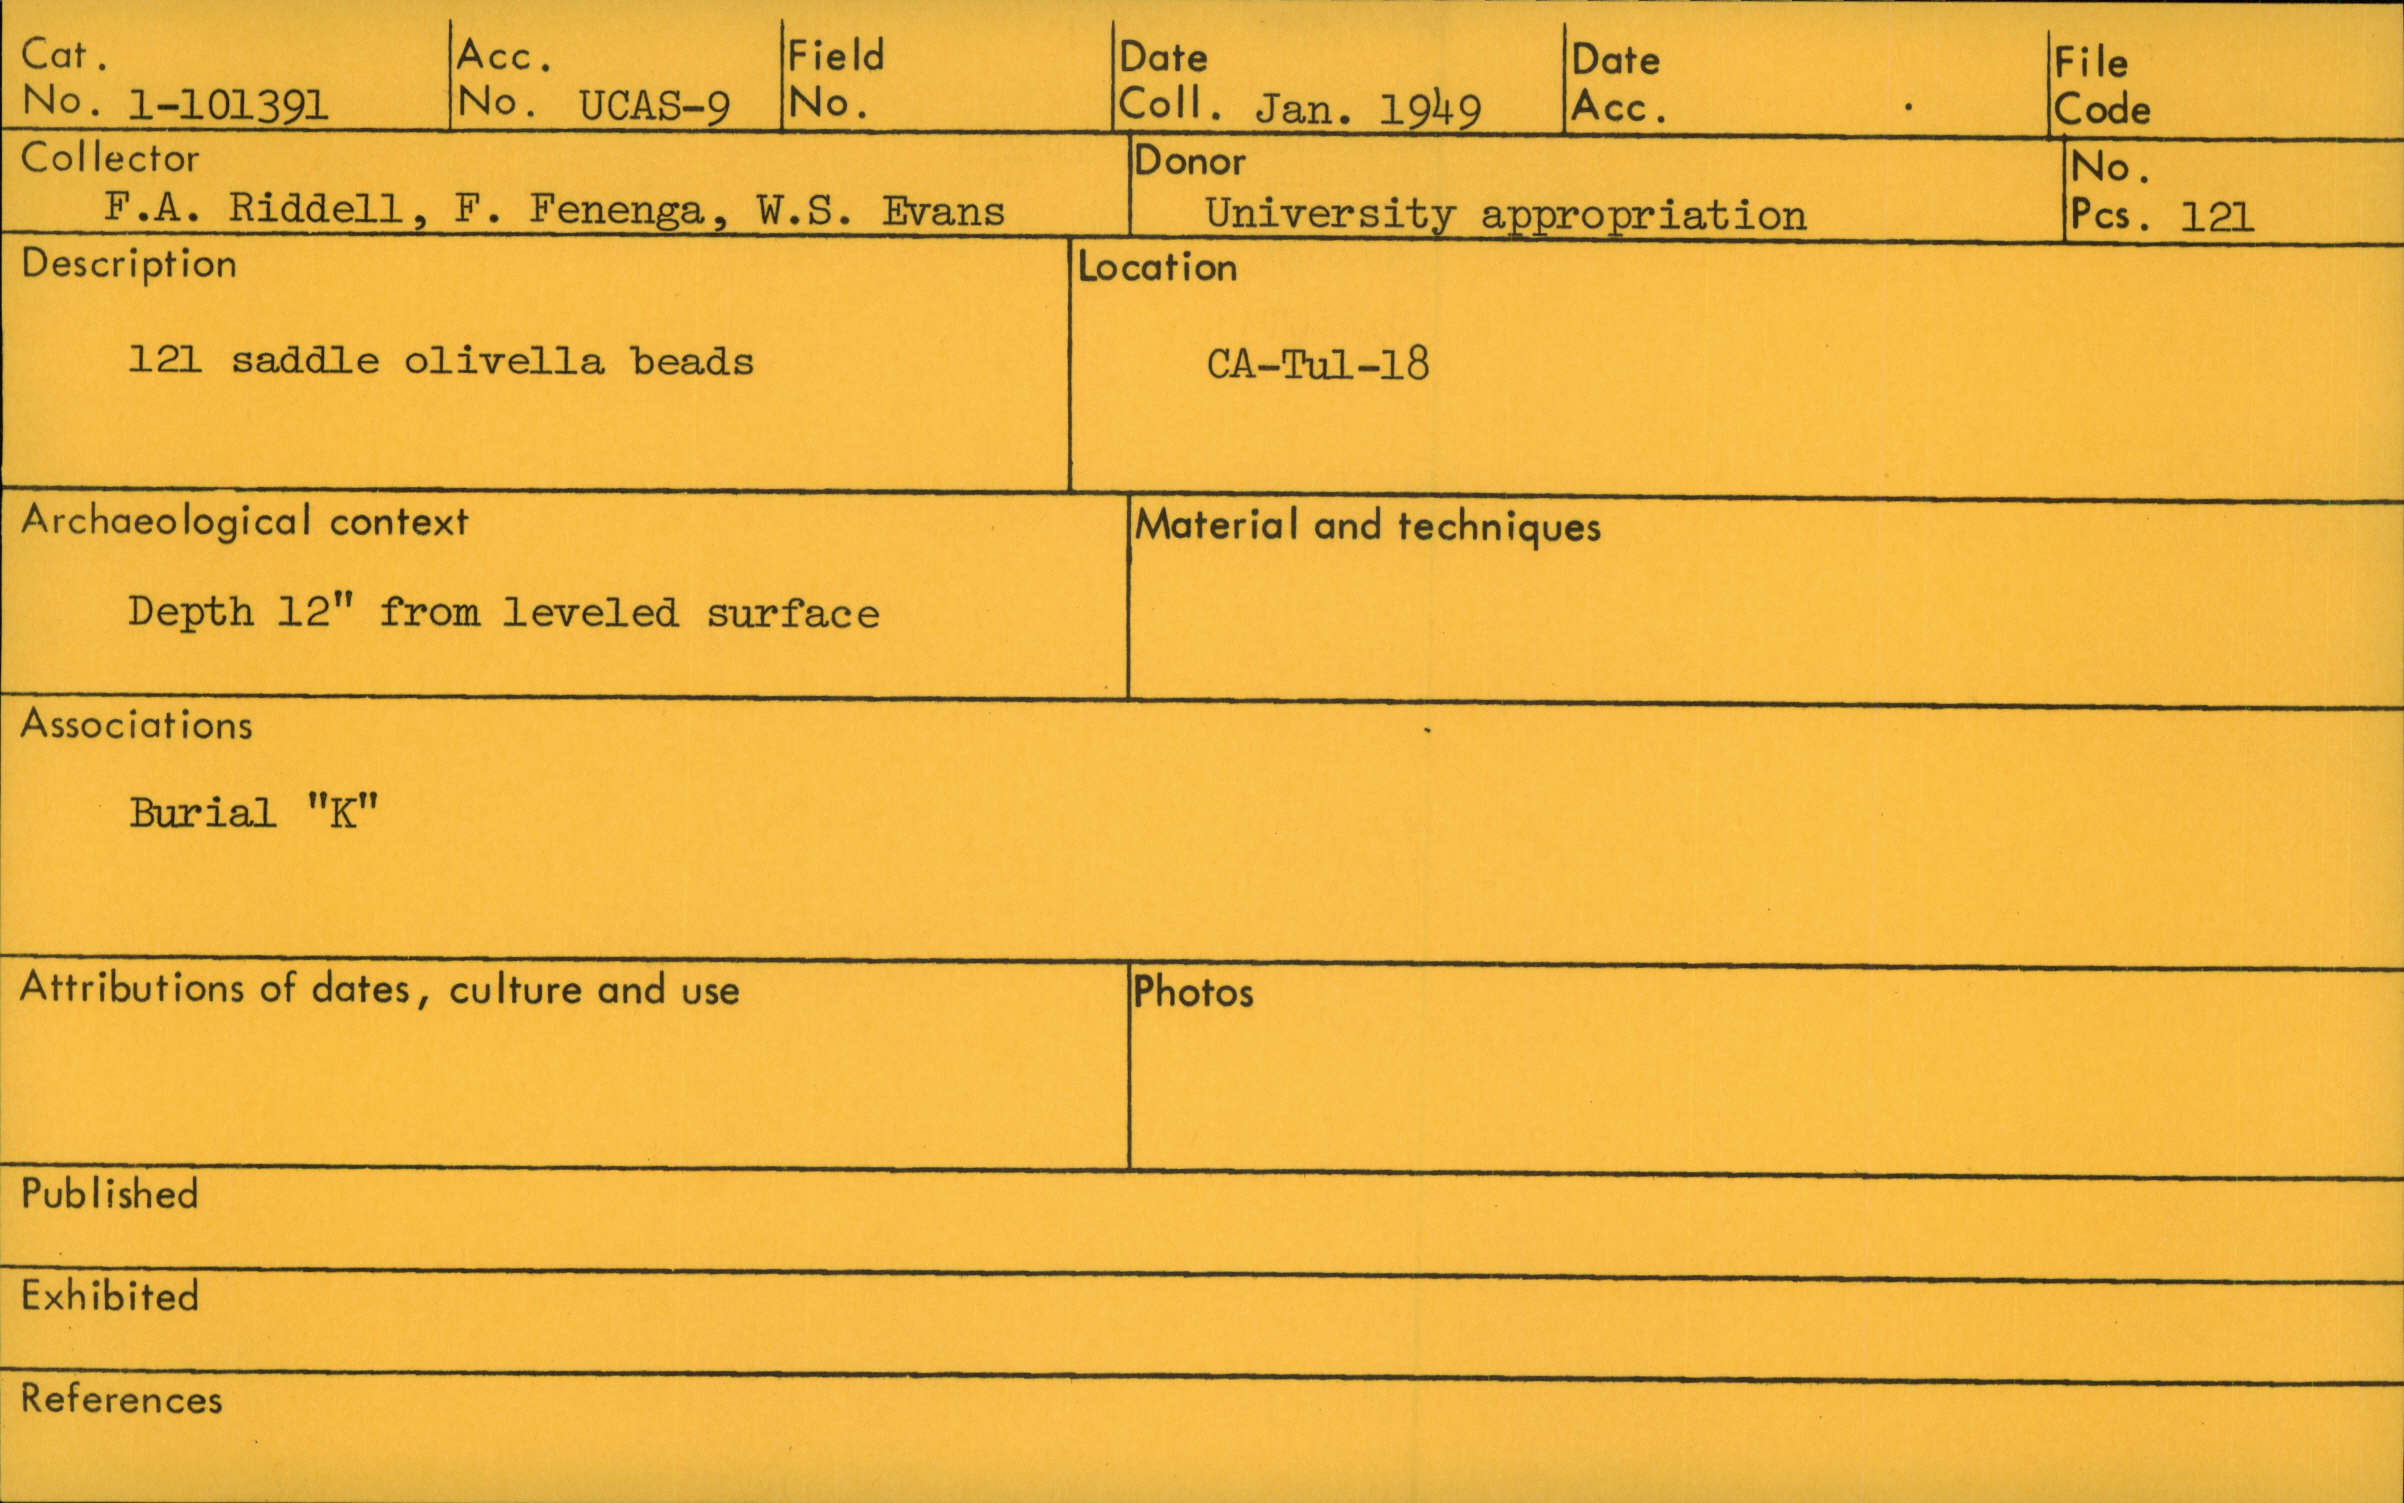 Cat. No. 1-101391
Acc. No. UCAS-9
Field No.
Date Coll. Jan. 1949
Date Acc.
File Code
Collector
F.A. Riddell, F. Fenenga, W.S. Evans
Donor
University appropriation
No. Pcs. 121
Description
121 saddle olivella beads
Location
CA-Tul-18
Archaeological context
Depth 12" from leveled surface
Material and techniques
Associations
Burial "K"
Attributions of dates, culture and use
Photos
Published
Exhibited
References